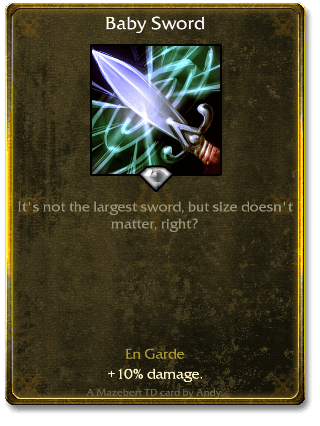 Baby Sword
It's not the largest sword, but size doesn't
matter, right?
En Garde
+10% damage.
A Mazebert TD card by Andy.